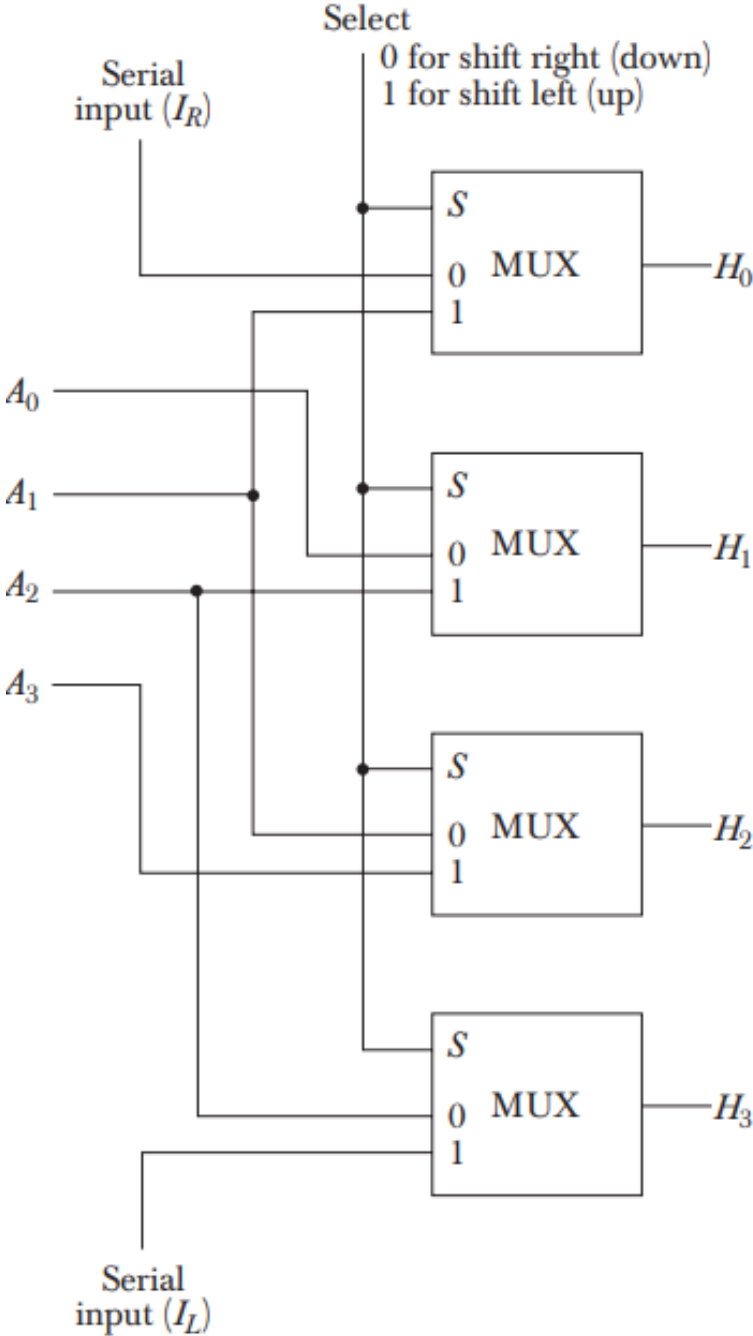 Select
0 for shift right (down)
1 for shift left (up)
Serial
input (I_R)
S
0 MUX
1
H_0
A_0
A_1
A_2
A_3
S
0 MUX
1
H_1
S
0 MUX
1
H_2
S
0 MUX
1
H_3
Serial
input (I_L)